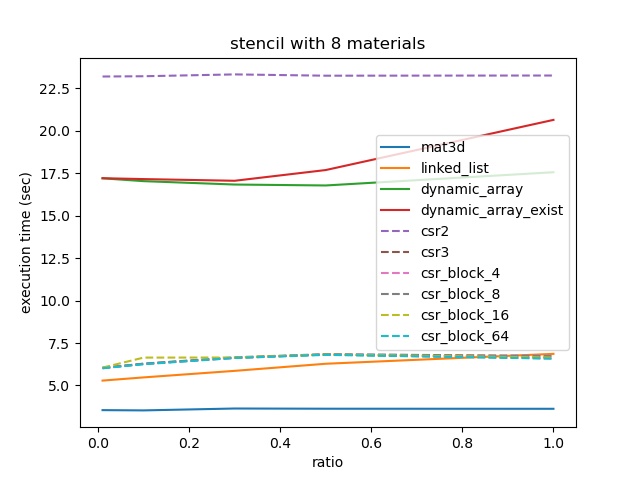 stencil with 8 materials
execution time (sec)
22.5
20.0
17.5
15.0
12.5
10.0
7.5
5.0
mat3d
linked_list
dynamic_array
dynamic_array_exist
csr2
csr3
csr_block_4
csr_block_8
csr_block_16
csr_block_64
0.0 0.2 0.4 0.6 0.8 1.0
ratio